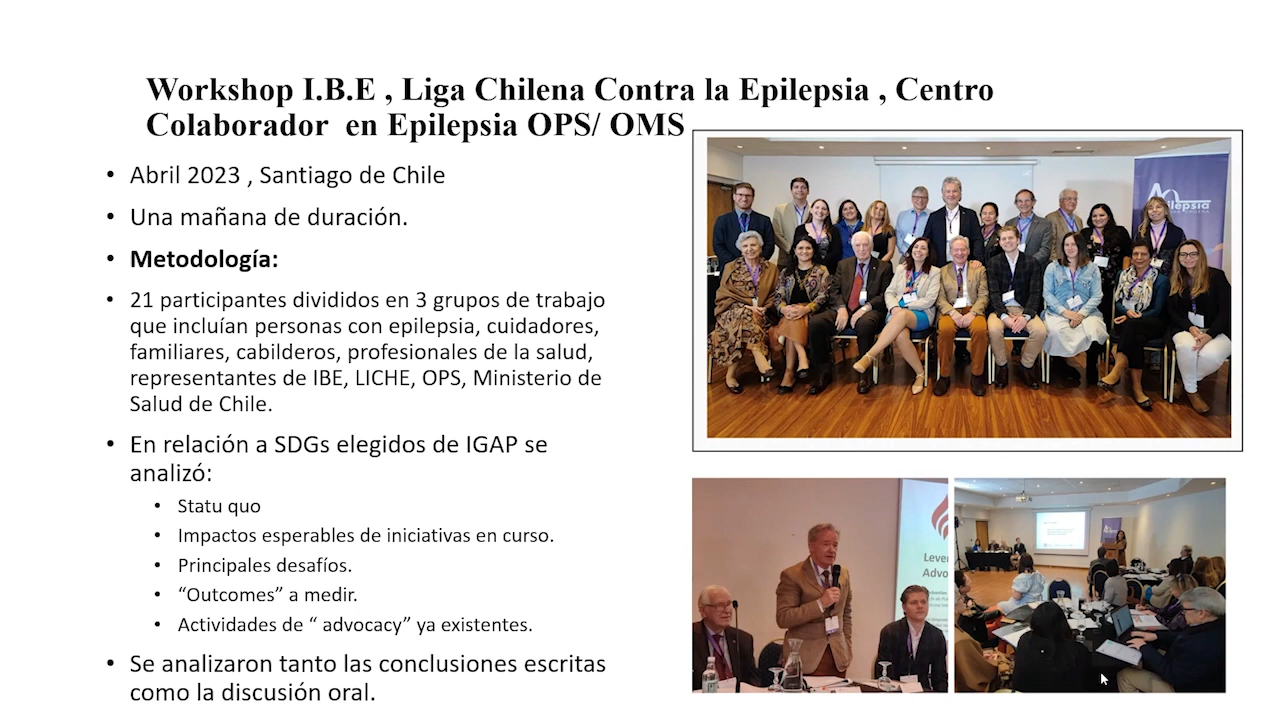 Workshop I.B.E , Liga Chilena Contra la Epilepsia , Centro
Colaborador en Epilepsia OPS/ OMS
• Abril 2023 , Santiago de Chile
• Una mañana de duración.
• Metodología:
• 21 participantes divididos en 3 grupos de trabajo
que incluían personas con epilepsia, cuidadores,
familiares, cabilderos, profesionales de la salud,
representantes de IBE, LICHE, OPS, Ministerio de
Salud de Chile.
• En relación a SDGs elegidos de IGAP se
analizó:
• Statu quo
• Impactos esperables de iniciativas en curso.
• Principales desafíos.
• “Outcomes” a medir.
• Actividades de “ advocacy” ya existentes.
• Se analizaron tanto las conclusiones escritas
como la discusión oral.
Lever
Advo